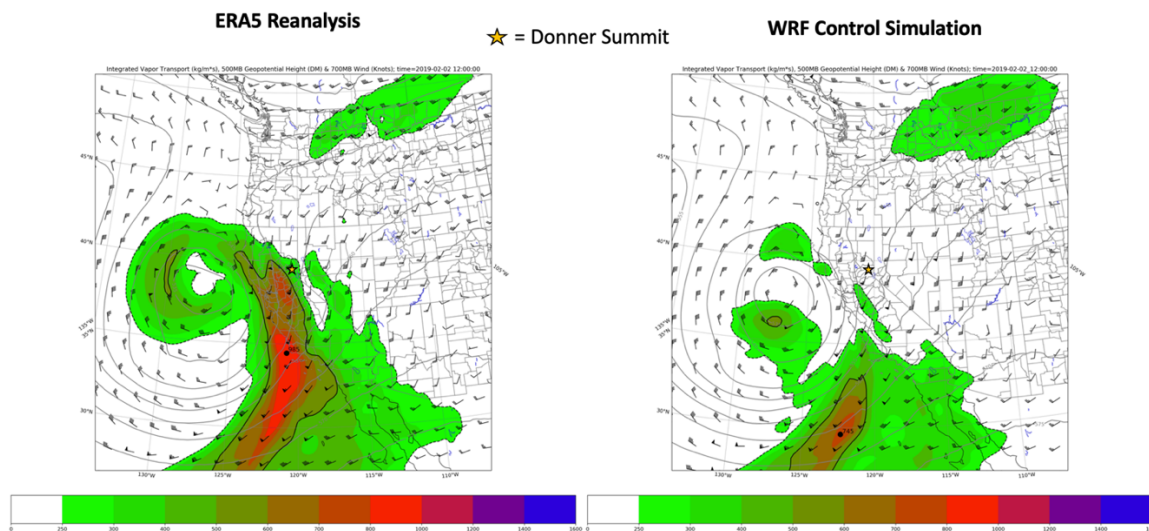 ERA5 Reanalysis
WRF Control Simulation
= Donner Summit
Integrated Vapor Transport (kg/m*s), 500MB Geopotential Height (DM) & 700MB Wind (Knots); time=2019-02-02 12:00:00
Integrated Vapor Transport (kg/m*s), 500MB Geopotential Height (DM) & 700MB Wind (Knots); time=2019-02-02_12:00:00
45°N
40°N
135°W
35°N
30°N
105°W
130°W
125°W
120°W
115°W
110°W
45°N
40°N
135°W
35°N
30°N
745
105°W
130°W
125°W
120°W
115°W
110°W
0 250 300 400 500 600 700 800 1000 1200 1400 1600
0 250 300 400 500 600 700 800 1000 1200 1400